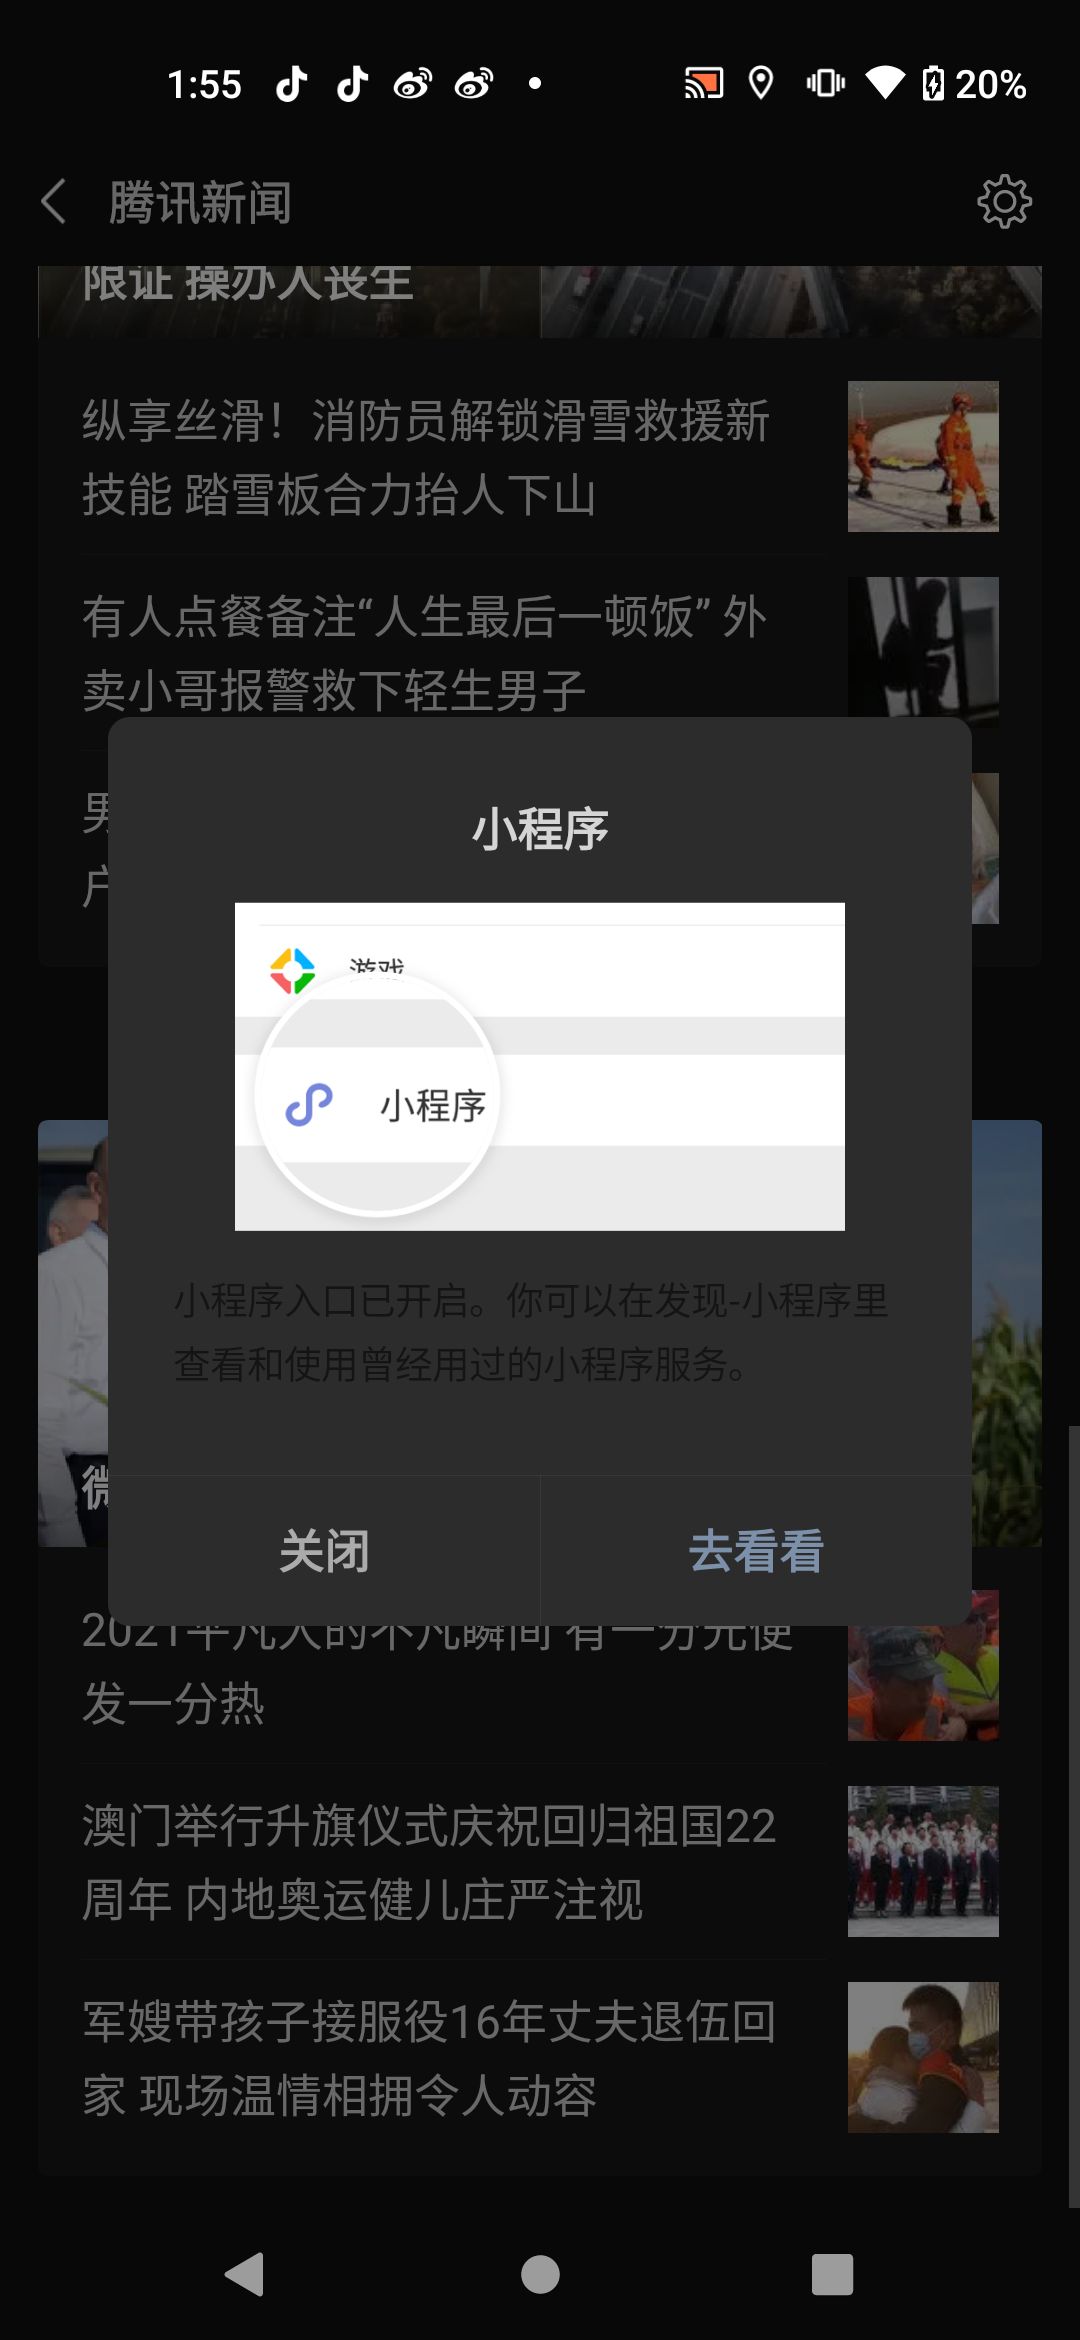 1:55
20%
腾讯新闻
限证 操办人丧生
纵享丝滑！消防员解锁滑雪救援新
技能 踏雪板合力抬人下山
有人点餐备注“人生最后一顿饭” 外
卖小哥报警救下轻生男子
男
户
小程序
游戏
小程序
小程序入口已开启。你可以在发现-小程序里
查看和使用曾经用过的小程序服务。
微
关闭
去看看
2021平凡人的不凡瞬间 有一分光便
发一分热
澳门举行升旗仪式庆祝回归祖国22
周年 内地奥运健儿庄严注视
军嫂带孩子接服役16年丈夫退伍回
家 现场温情相拥令人动容